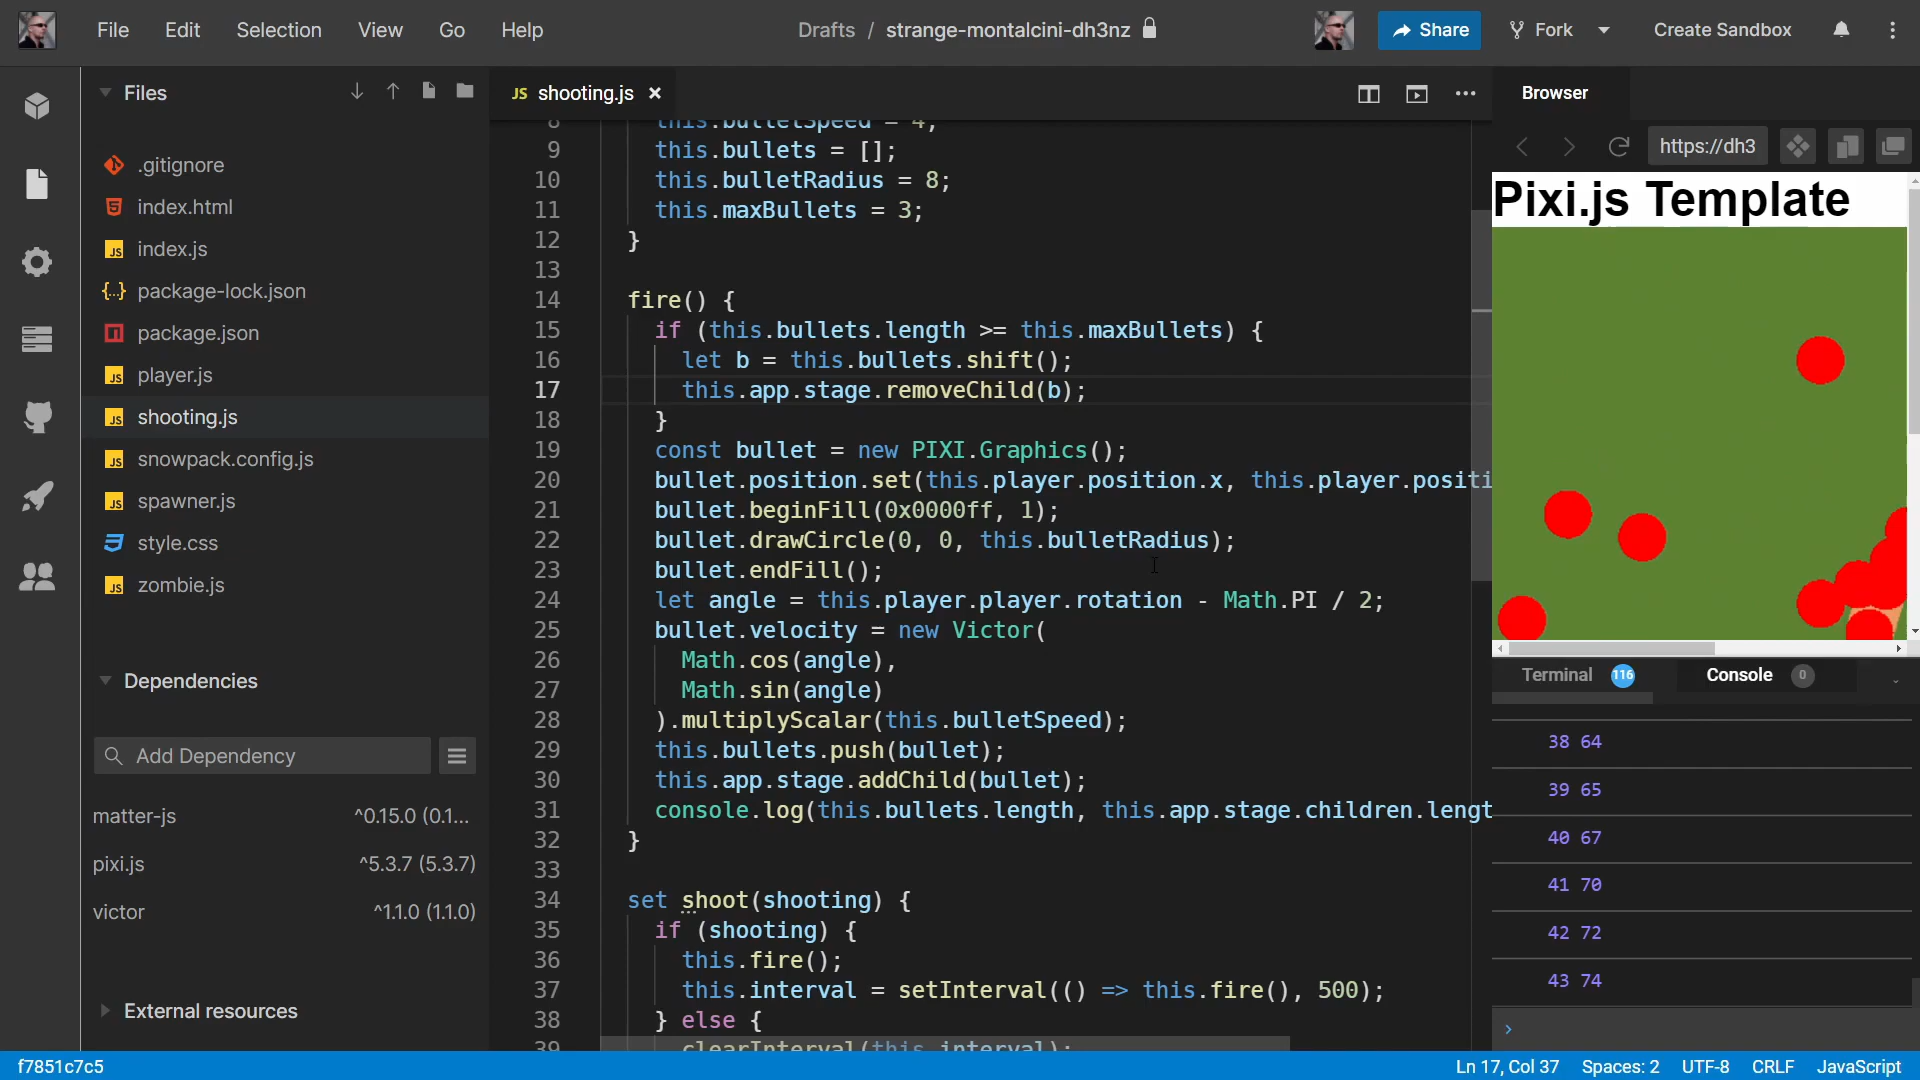 File Edit Selection View Go Help Drafts / strange-montalcini-dh3nz Share Fork Create Sandbox
Files
.gitignore
index.html
index.js
package-lock.json
package.json
player.js
shooting.js
snowpack.config.js
spawner.js
style.css
zombie.js
Dependencies
Add Dependency
matter-js ^0.15.0 (0.1...
pixi.js ^5.3.7 (5.3.7)
victor ^1.1.0 (1.1.0)
External resources
JS shooting.js ×
8 this.bulletSpeed = 4;
9 this.bullets = [];
10 this.bulletRadius = 8;
11 this.maxBullets = 3;
12 }
13
14 fire() {
15 if (this.bullets.length >= this.maxBullets) {
16 let b = this.bullets.shift();
17 this.app.stage.removeChild(b);
18 }
19 const bullet = new PIXI.Graphics();
20 bullet.position.set(this.player.position.x, this.player.positi
21 bullet.beginFill(0x0000ff, 1);
22 bullet.drawCircle(0, 0, this.bulletRadius);
23 bullet.endFill();
24 let angle = this.player.player.rotation - Math.PI / 2;
25 bullet.velocity = new Victor(
26 Math.cos(angle),
27 Math.sin(angle)
28 ).multiplyScalar(this.bulletSpeed);
29 this.bullets.push(bullet);
30 this.app.stage.addChild(bullet);
31 console.log(this.bullets.length, this.app.stage.children.lengt
32 }
33
34 set shoot(shooting) {
35 if (shooting) {
36 this.fire();
37 this.interval = setInterval(() => this.fire(), 500);
38 } else {
39 clearInterval(this.interval);
Browser
https://dh3
Pixi.js Template
Terminal 116 Console 0
38 64
39 65
40 67
41 70
42 72
43 74
f7851c7c5 Ln 17, Col 37 Spaces: 2 UTF-8 CRLF JavaScript